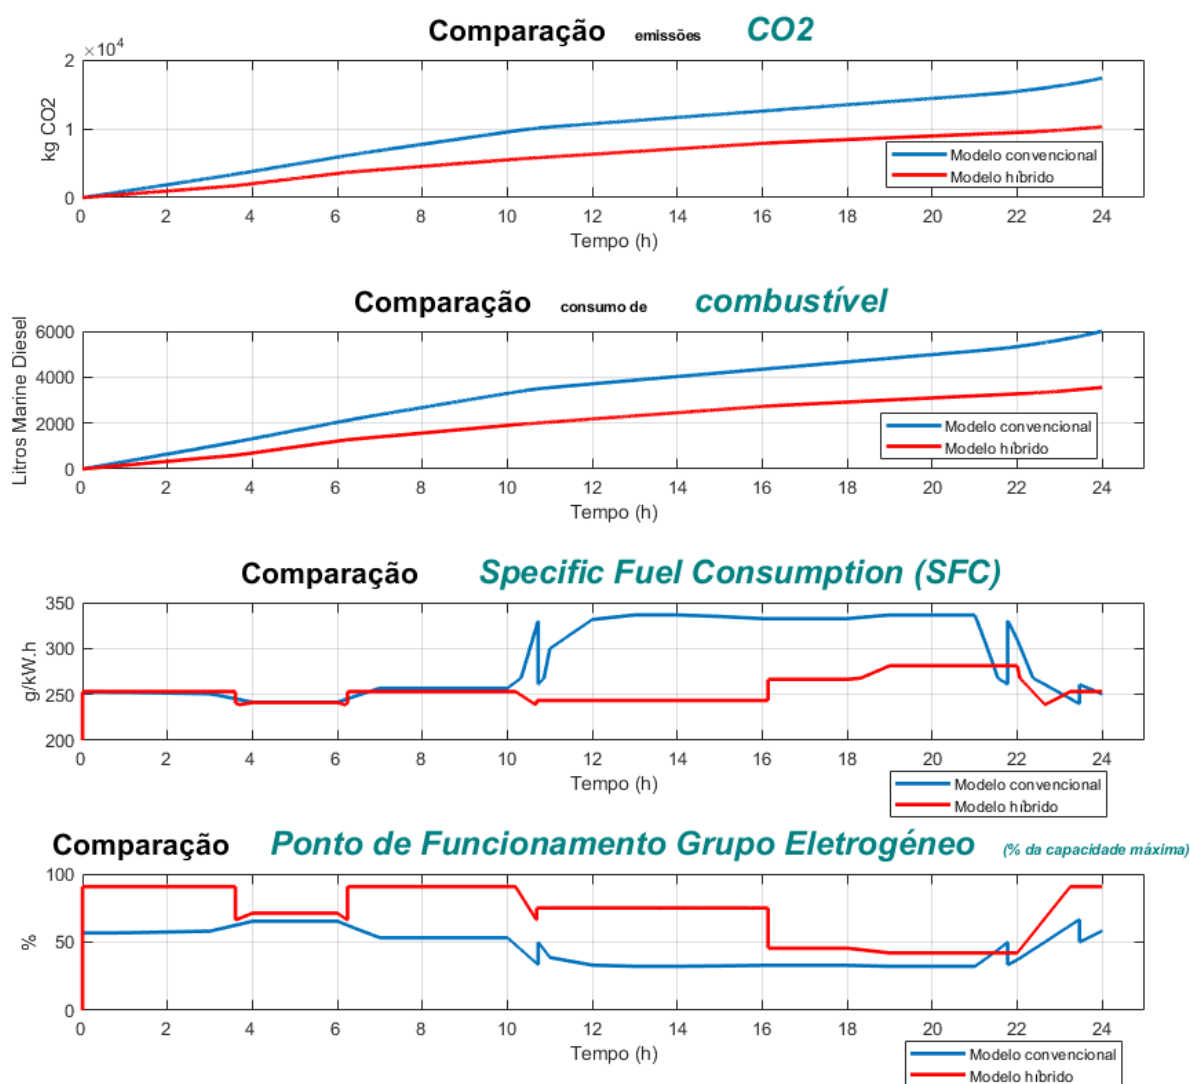 Comparação emissões CO2
×10^4
2
1
0
kg CO2
Modelo convencional
Modelo híbrido
0 2 4 6 8 10 12 14 16 18 20 22 24
Tempo (h)
Comparação consumo de combustível
6000
4000
2000
0
Litros Marine Diesel
Modelo convencional
Modelo híbrido
0 2 4 6 8 10 12 14 16 18 20 22 24
Tempo (h)
Comparação Specific Fuel Consumption (SFC)
350
300
250
200
g/kW.h
0 2 4 6 8 10 12 14 16 18 20 22 24
Tempo (h)
Modelo convencional
Modelo híbrido
Comparação Ponto de Funcionamento Grupo Eletrogéneo (% da capacidade máxima)
100
50
0
%
0 2 4 6 8 10 12 14 16 18 20 22 24
Tempo (h)
Modelo convencional
Modelo híbrido